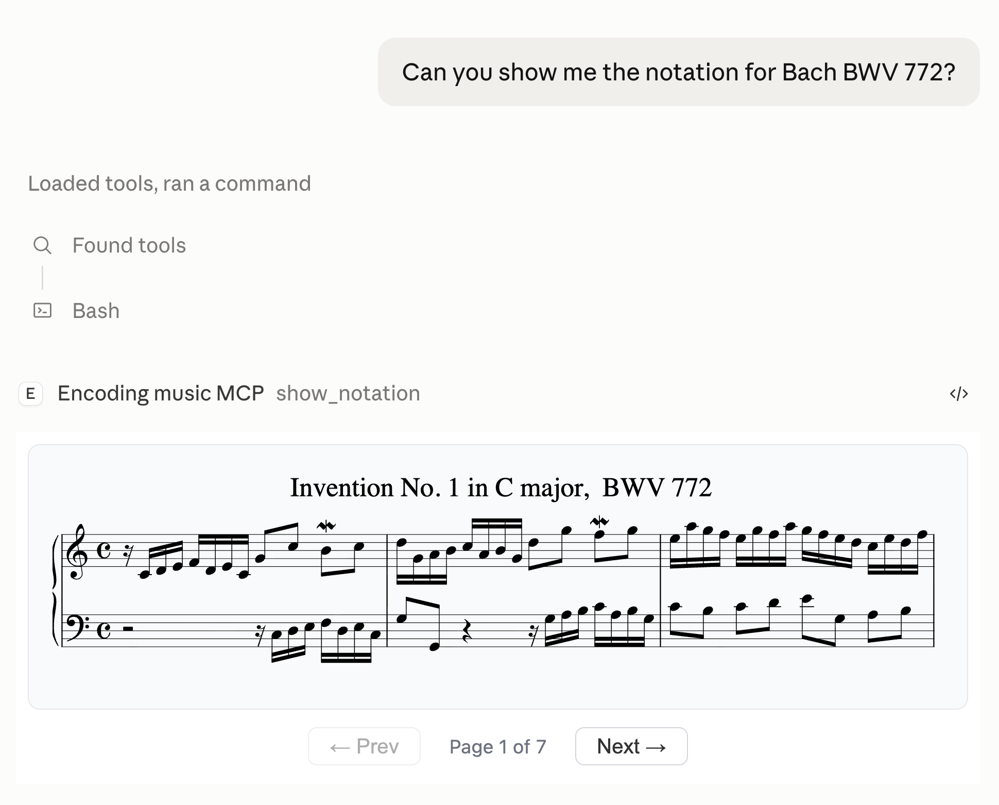 Can you show me the notation for Bach BWV 772?
Loaded tools, ran a command
Found tools
Bash
E Encoding music MCP show_notation </>
Invention No. 1 in C major, BWV 772
← Prev Page 1 of 7 Next →